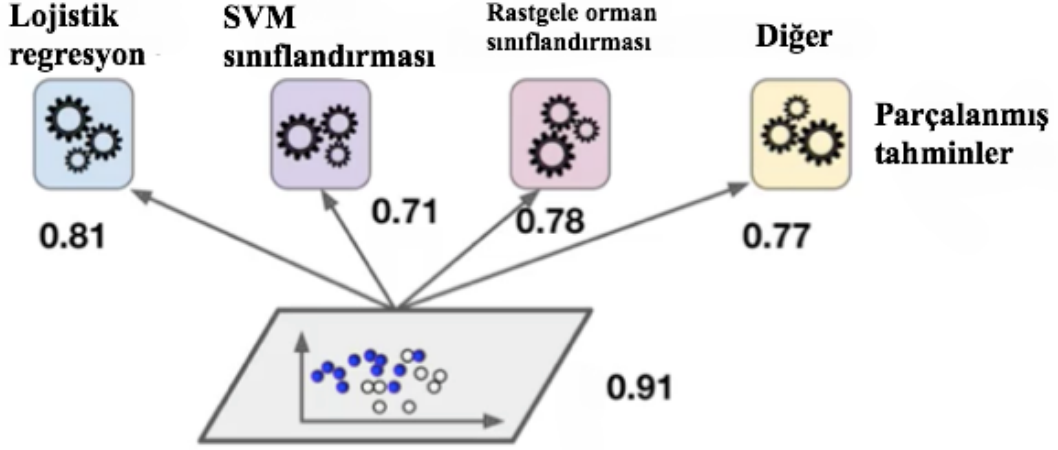 Lojistik
regresyon
SVM
sınıflandırması
Rastgele orman
sınıflandırması
Diğer
Parçalanmış
tahminler
0.81
0.71
0.78
0.77
0.91